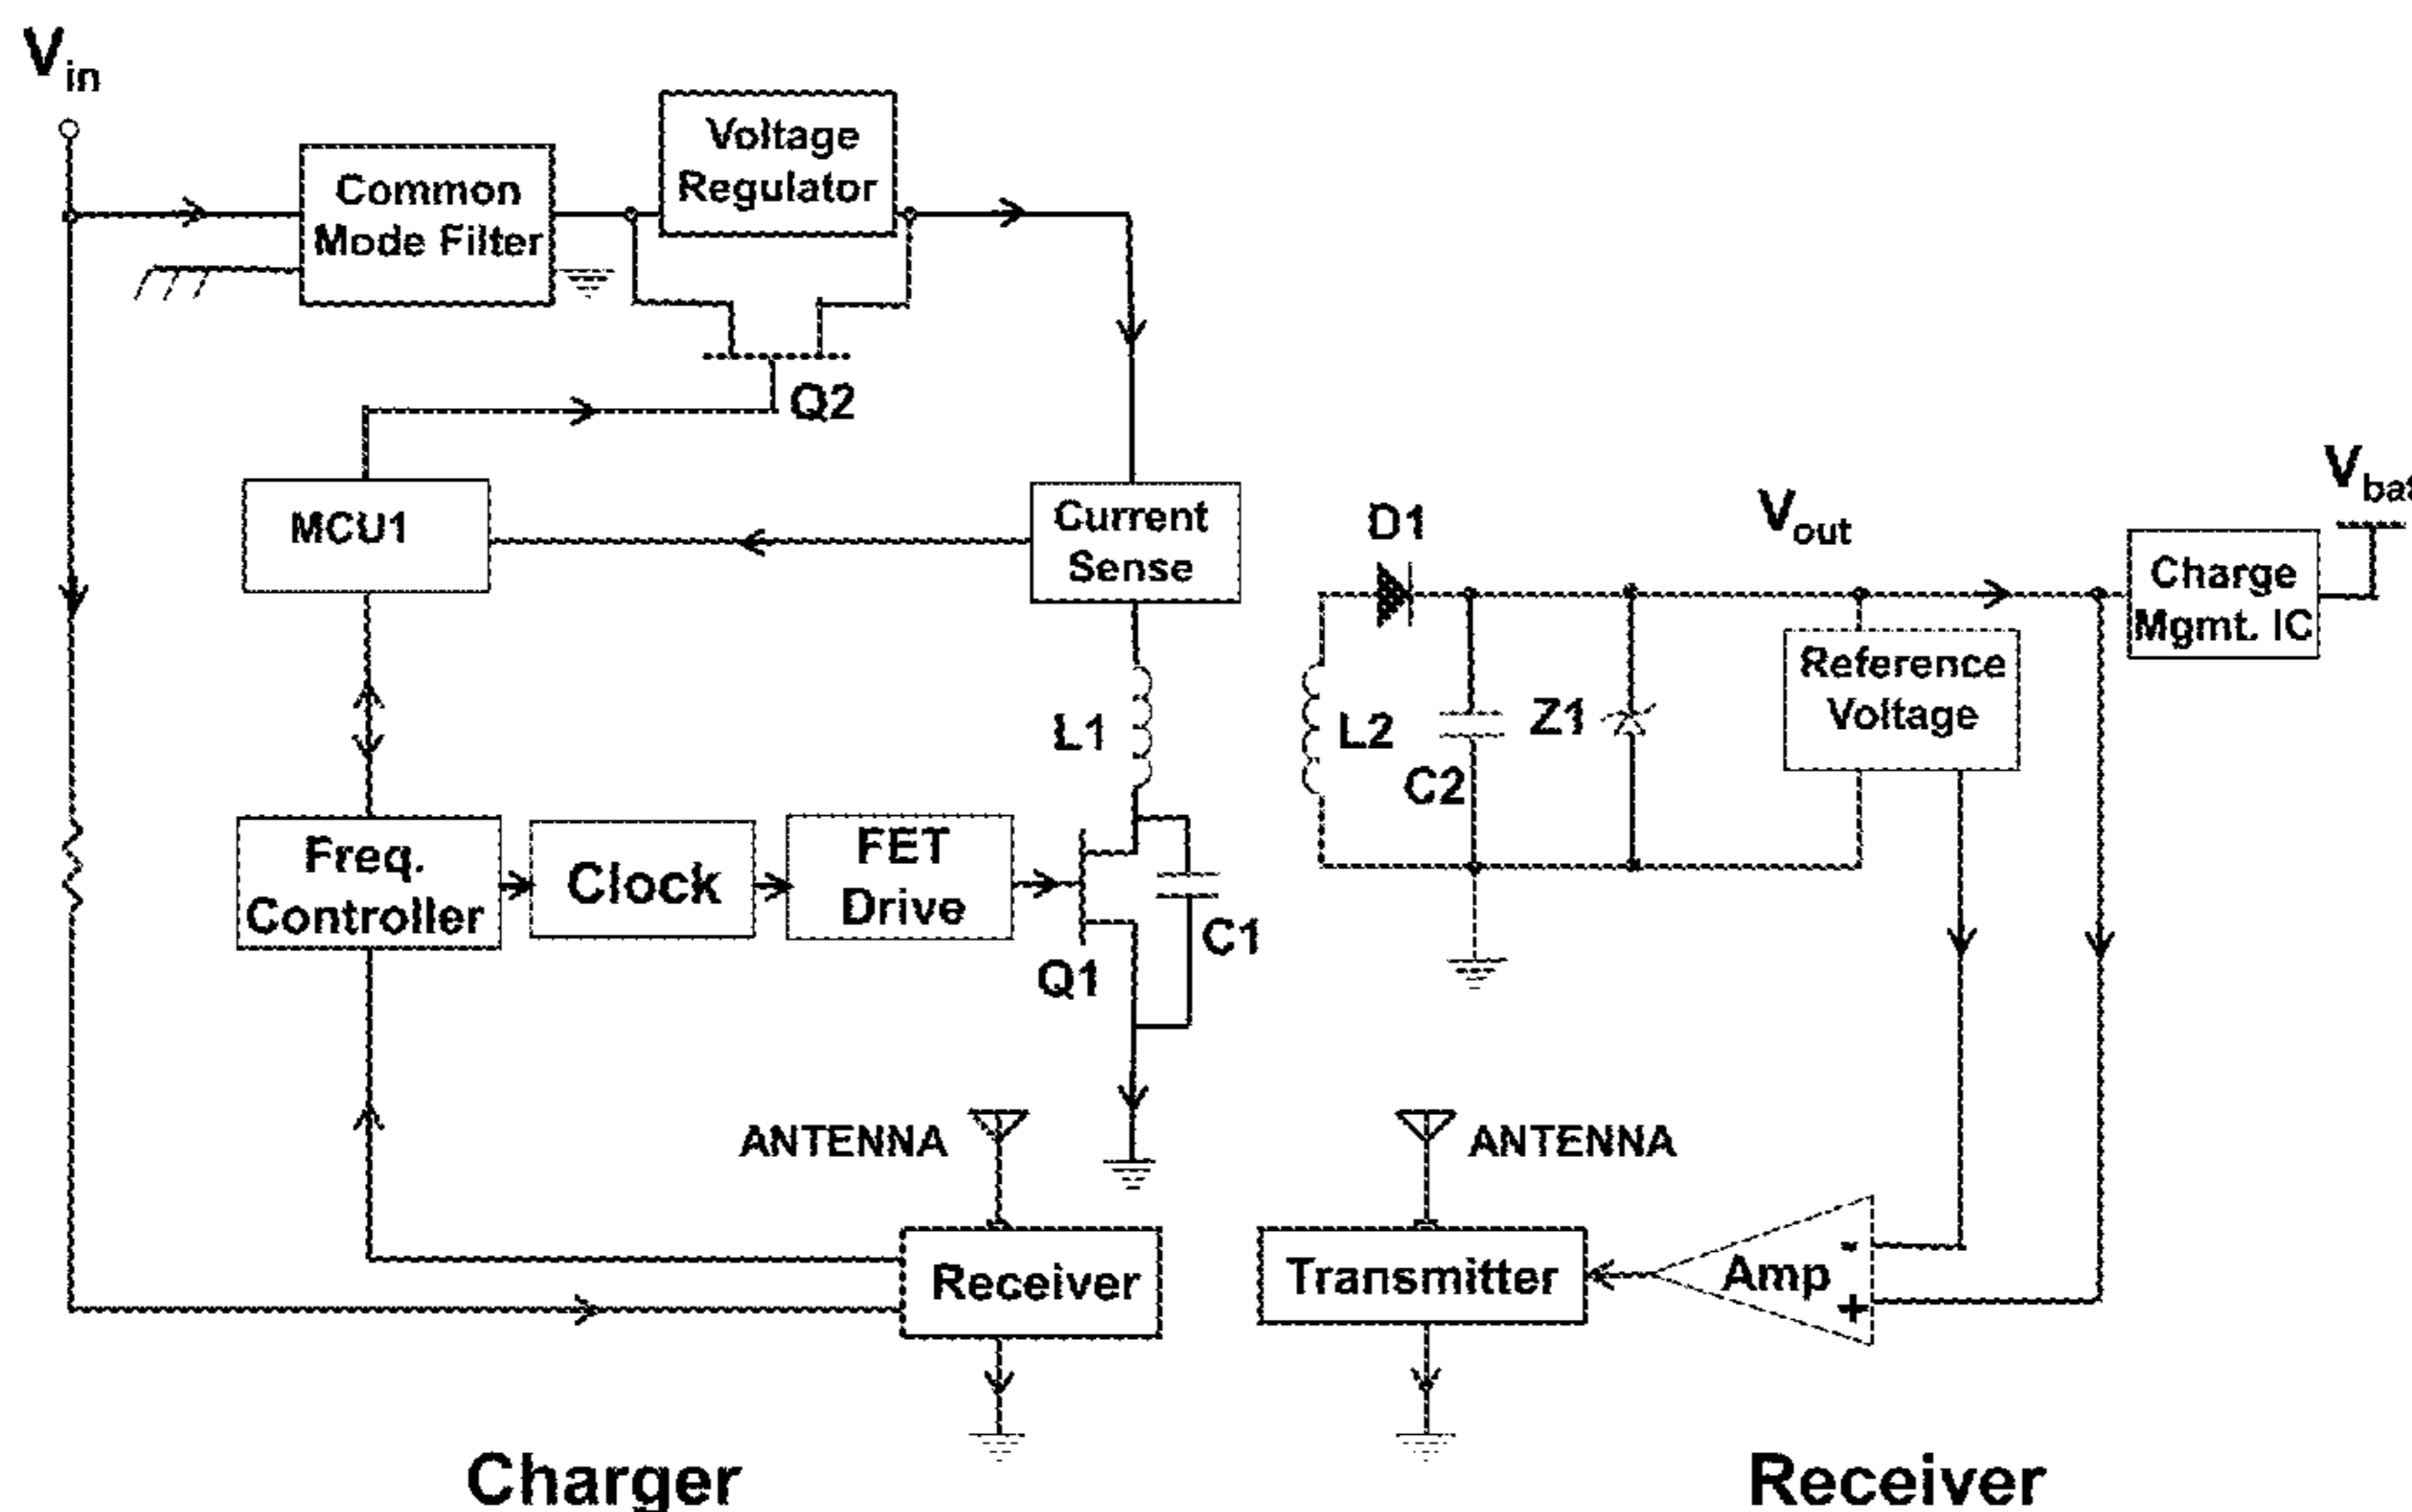 Vin
Voltage
Regulator
Common
Mode Filter
Q2
MCU1
Current
Sense
D1
Vout
Vbat
Charge
Mgmt. IC
Reference
Voltage
L1
L2
C2
Z1
Freq.
Controller
Clock
FET
Drive
Q1
C1
ANTENNA
ANTENNA
Receiver
Transmitter
Amp
-
+
Charger
Receiver